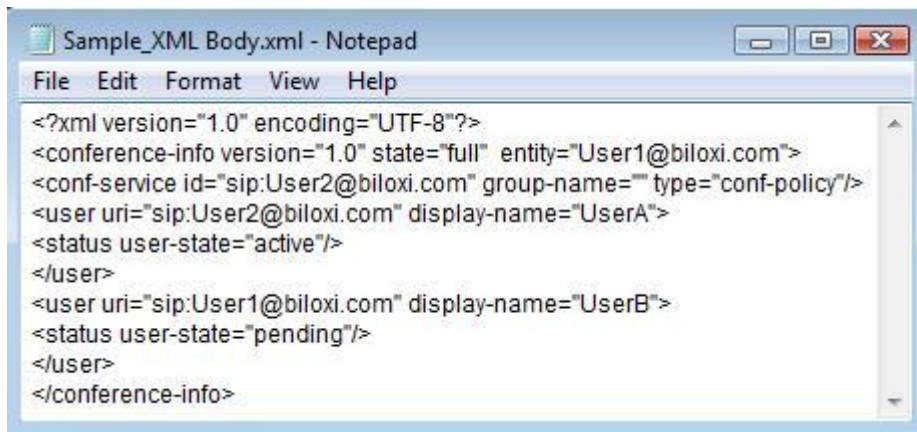 Sample_XML Body.xml - Notepad
File Edit Format View Help
<?xml version="1.0" encoding="UTF-8"?>
<conference-info version="1.0" state="full"  entity="User1@biloxi.com">
<conf-service id="sip:User2@biloxi.com" group-name="" type="conf-policy"/>
<user uri="sip:User2@biloxi.com" display-name="UserA">
<status user-state="active"/>
</user>
<user uri="sip:User1@biloxi.com" display-name="UserB">
<status user-state="pending"/>
</user>
</conference-info>